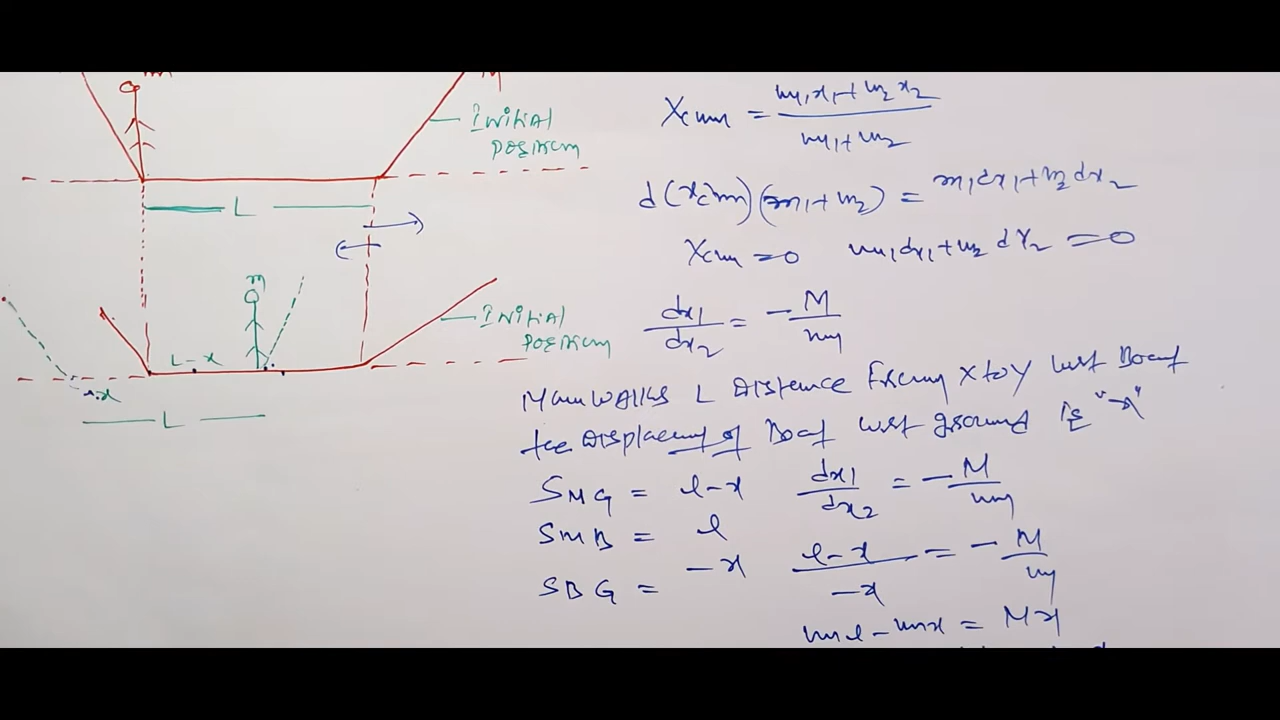 m
M
Initial
position
L
m
Initial
position
L-x
-x
L
Xcm = m1x1+m2x2
m1+m2
d(xcm)(m1+m2) = m1dx1+m2dx2
Xcm =0 m1dx1+m2dx2 =0
dx1/dx2 = -M/m
Man walks L Distance From X to Y wrt Boat
the Displacement of Boat wrt ground is "-x"
SMG = l-x dx1/dx2 = -M/m
SMB = l
SBG = -x l-x/-x = -M/m
ml-mx = Mx